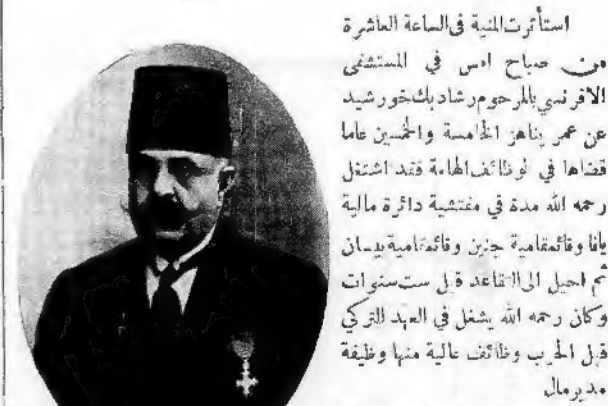 استأثرت المنية في الساعة العاشرة
من صباح امس في المستشفى
الافرنسي بالمرحوم رشاد بك خورشيد
عن عمر يناهز الخامسة والخمسين عاما
قضاها في الوظائف الهامة فقد اشتغل
رحمه الله مدة في مفتشية دائرة مالية
يافا وقائمقامية جنين وقائمقامية بيسان
ثم احيل الى التقاعد قبل ست سنوات
وكان رحمه الله يشغل في العهد التركي
قبل الحرب وظائف عالية منها وظيفة
مدير مال